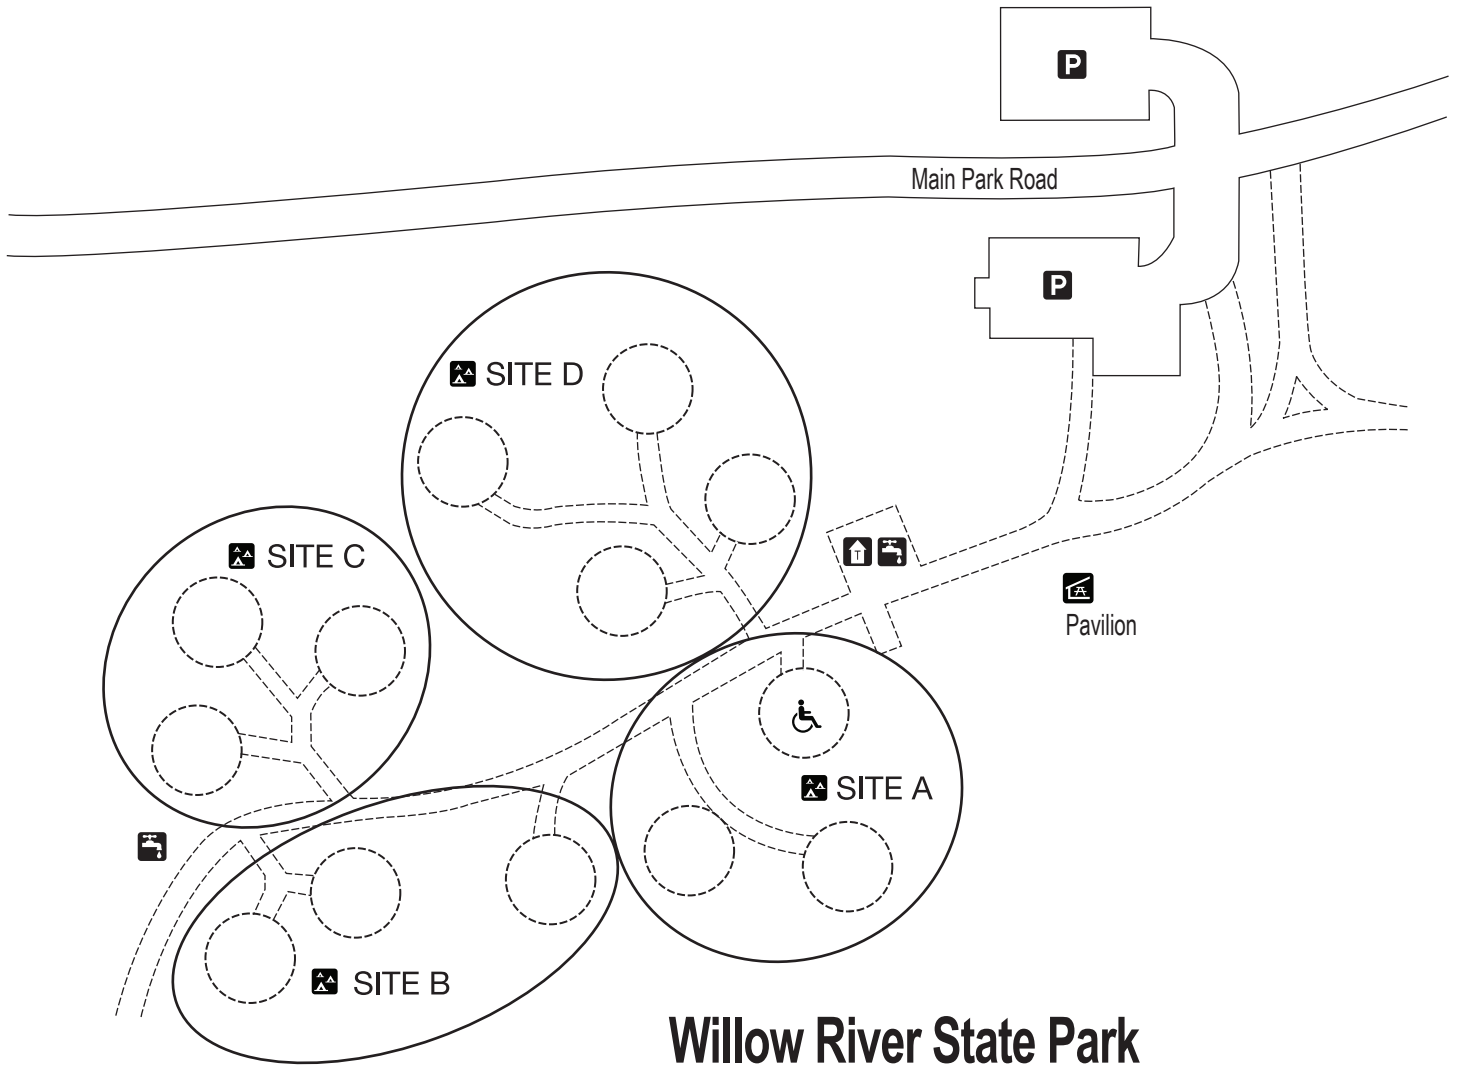 P
Main Park Road
P
SITE D
SITE C
T
Pavilion
SITE A
SITE B
Willow River State Park